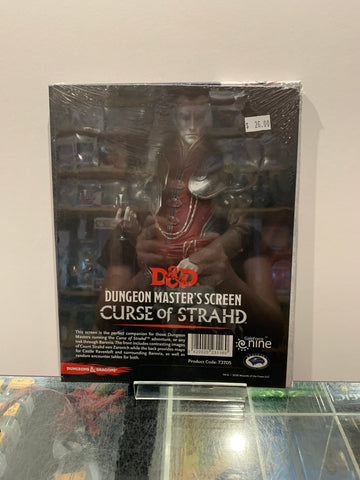 $ 26.00
D&D
DUNGEON MASTER'S SCREEN
CURSE OF STRAHD
This screen is the perfect companion for those Dungeon
Masters running the Curse of Strahd™ adventure, or any
trek through Barovia. The front includes contrasting images
of Count Strahd von Zarovich while the back provides maps
for Castle Ravenloft and surrounding Barovia, as well as
random encounter tables for both.
gale force
nine
Product Code: 73705
DUNGEONS & DRAGONS®